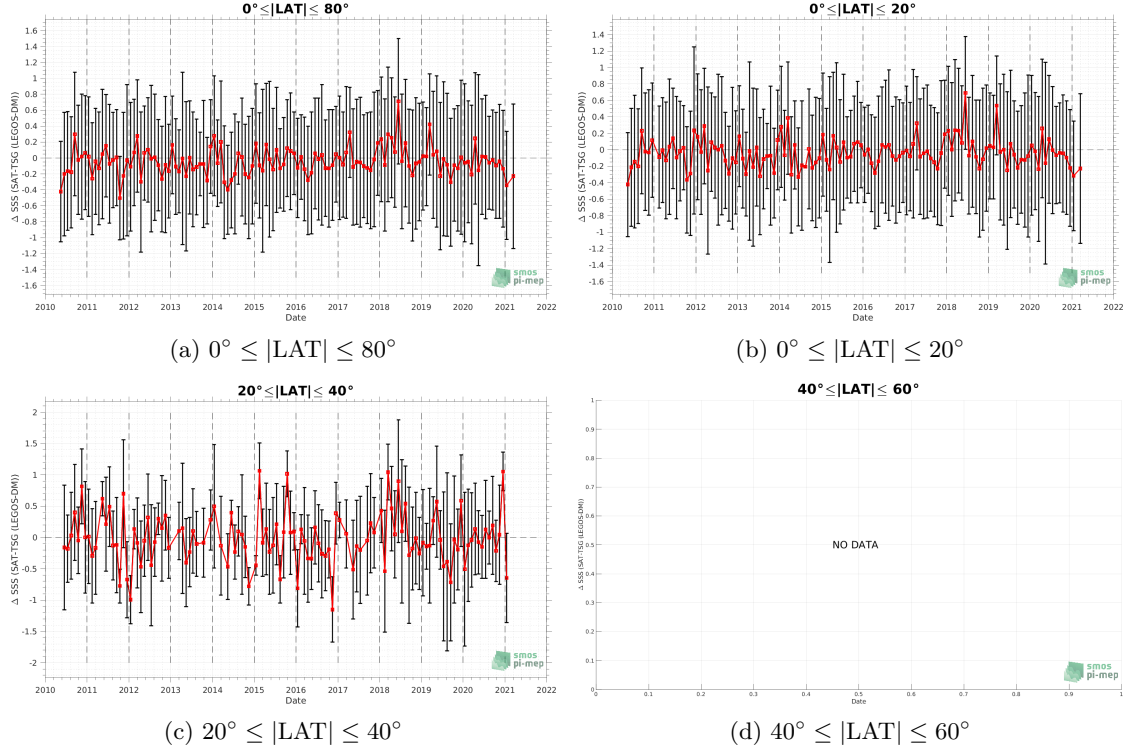 0°≤|LAT|≤ 80°
Δ SSS (SAT-TSG (LEGOS-DM))
1.6
1.4
1.2
1
0.8
0.6
0.4
0.2
0
-0.2
-0.4
-0.6
-0.8
-1
-1.2
-1.4
-1.6
2010 2011 2012 2013 2014 2015 2016 2017 2018 2019 2020 2021 2022
Date
smos
pi-mep
(a) 0° ≤ |LAT| ≤ 80°
0°≤|LAT|≤ 20°
Δ SSS (SAT-TSG (LEGOS-DM))
1.6
1.4
1.2
1
0.8
0.6
0.4
0.2
0
-0.2
-0.4
-0.6
-0.8
-1
-1.2
-1.4
-1.6
2010 2011 2012 2013 2014 2015 2016 2017 2018 2019 2020 2021 2022
Date
smos
pi-mep
(b) 0° ≤ |LAT| ≤ 20°
20°≤|LAT|≤ 40°
Δ SSS (SAT-TSG (LEGOS-DM))
2
1.5
1
0.5
0
-0.5
-1
-1.5
-2
2010 2011 2012 2013 2014 2015 2016 2017 2018 2019 2020 2021 2022
Date
smos
pi-mep
(c) 20° ≤ |LAT| ≤ 40°
40°≤|LAT|≤ 60°
Δ SSS (SAT-TSG (LEGOS-DM))
1
0.9
0.8
0.7
0.6
0.5
0.4
0.3
0.2
0.1
0
NO DATA
0 0.1 0.2 0.3 0.4 0.5 0.6 0.7 0.8 0.9 1
Date
smos
pi-mep
(d) 40° ≤ |LAT| ≤ 60°